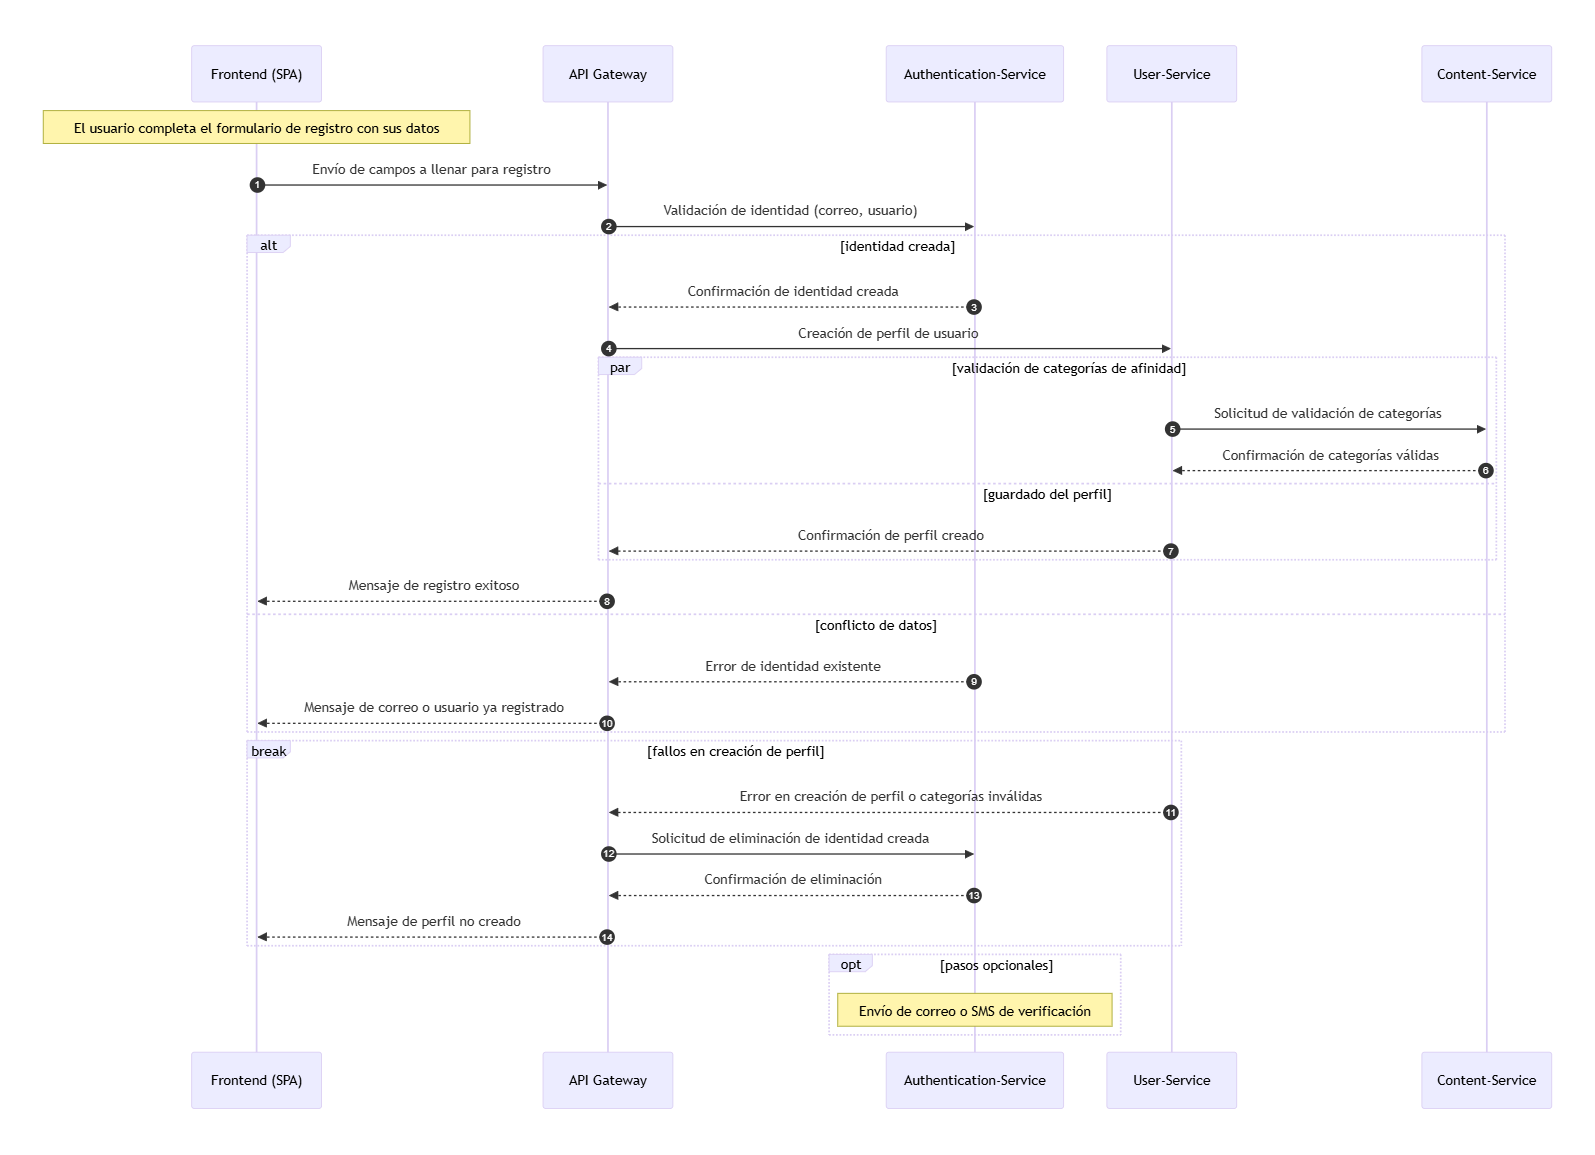 Frontend (SPA)
API Gateway
Authentication-Service
User-Service
Content-Service
El usuario completa el formulario de registro con sus datos
Envío de campos a llenar para registro
1
Validación de identidad (correo, usuario)
2
alt
[identidad creada]
Confirmación de identidad creada
3
Creación de perfil de usuario
4
par
[validación de categorías de afinidad]
Solicitud de validación de categorías
5
Confirmación de categorías válidas
6
[guardado del perfil]
Confirmación de perfil creado
7
Mensaje de registro exitoso
8
[conflicto de datos]
Error de identidad existente
9
Mensaje de correo o usuario ya registrado
10
break
[fallos en creación de perfil]
Error en creación de perfil o categorías inválidas
11
Solicitud de eliminación de identidad creada
12
Confirmación de eliminación
13
Mensaje de perfil no creado
14
opt
[pasos opcionales]
Envío de correo o SMS de verificación
Frontend (SPA)
API Gateway
Authentication-Service
User-Service
Content-Service